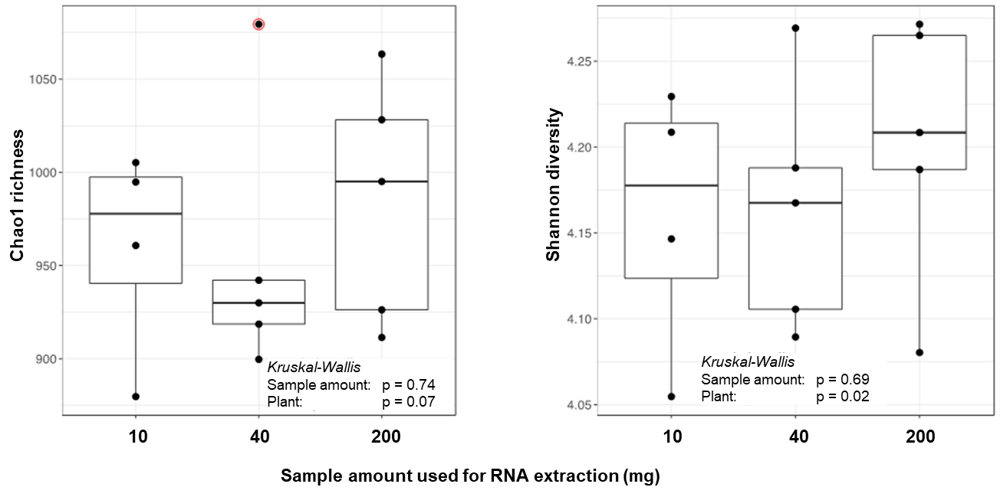 Chao1 richness
1050
1000
950
900
Kruskal-Wallis
Sample amount: p = 0.74
Plant: p = 0.07
10 40 200
Shannon diversity
4.25
4.20
4.15
4.10
4.05
Kruskal-Wallis
Sample amount: p = 0.69
Plant: p = 0.02
10 40 200
Sample amount used for RNA extraction (mg)